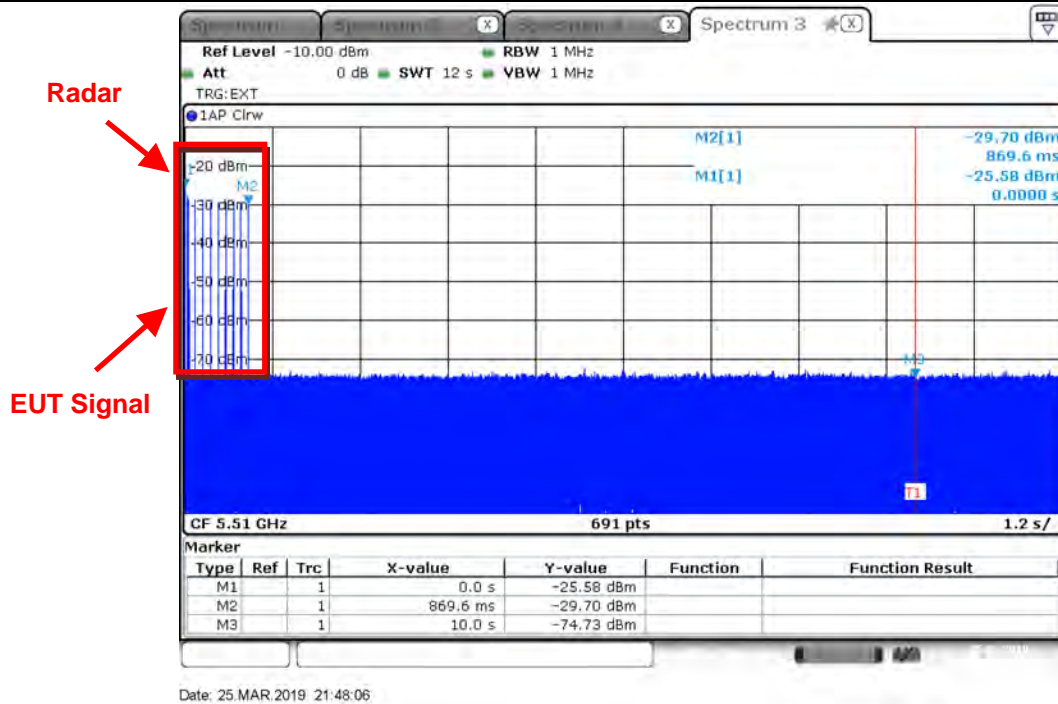 Spectrum 3
Ref Level -10.00 dBm RBW 1 MHz
Att 0 dB SWT 12 s VBW 1 MHz
TRG:EXT
1AP Clrw
Radar
M2[1] -29.70 dBm
869.6 ms
M1[1] -25.58 dBm
0.0000 s
-20 dBm
M2
-30 dBm
-40 dBm
-50 dBm
-60 dBm
-70 dBm
M3
EUT Signal
T1
CF 5.51 GHz 691 pts 1.2 s/
Marker
Type Ref Trc X-value Y-value Function Function Result
M1 1 0.0 s -25.58 dBm
M2 1 869.6 ms -29.70 dBm
M3 1 10.0 s -74.73 dBm
Date: 25.MAR.2019 21:48:06